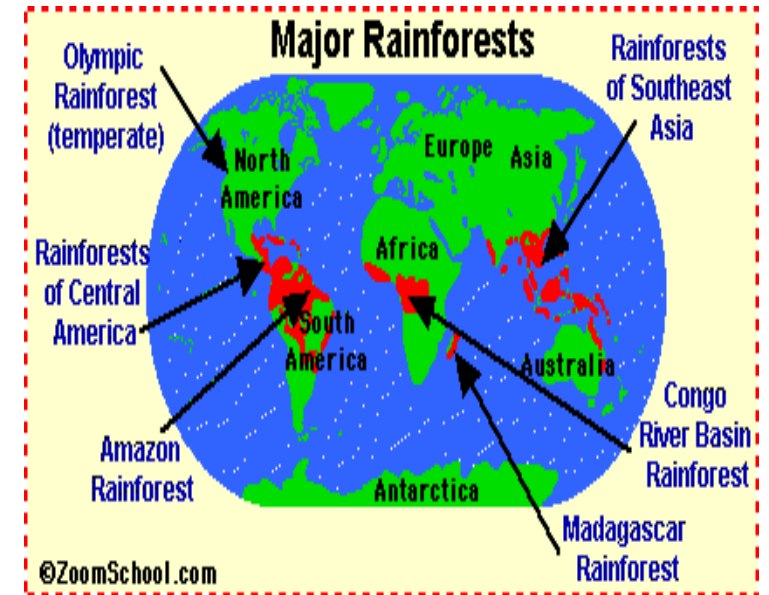 Major Rainforests
Olympic
Rainforest
(temperate)
Rainforests
of Southeast
Asia
North
America
Europe
Asia
Africa
Rainforests
of Central
America
South
America
Australia
Amazon
Rainforest
Congo
River Basin
Rainforest
Antarctica
Madagascar
Rainforest
©ZoomSchool.com